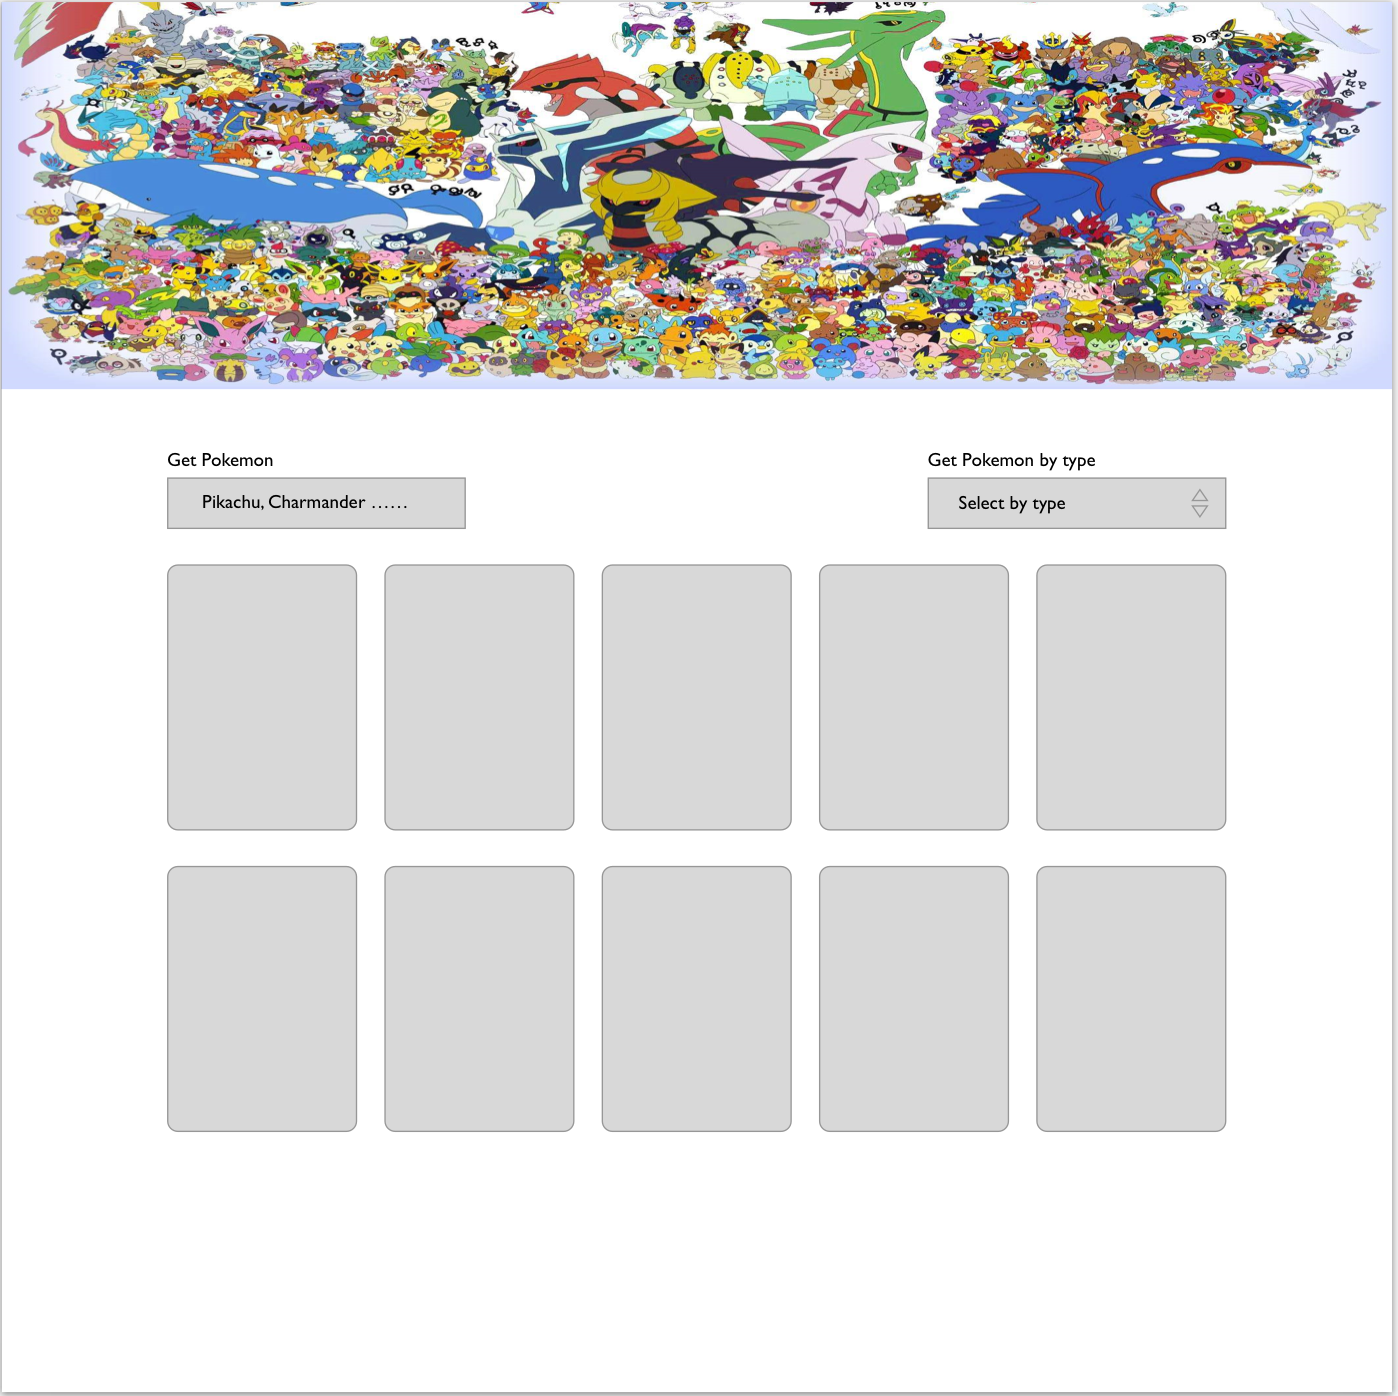 Get Pokemon
Get Pokemon by type
Pikachu, Charmander ......
Select by type